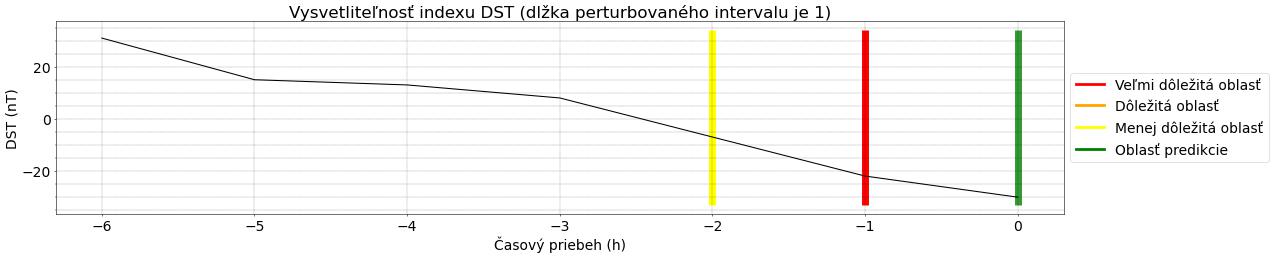 Vysvetliteľnosť indexu DST (dĺžka perturbovaného intervalu je 1)
DST (nT)
20
0
−20
−6 −5 −4 −3 −2 −1 0
Časový priebeh (h)
Veľmi dôležitá oblasť
Dôležitá oblasť
Menej dôležitá oblasť
Oblasť predikcie